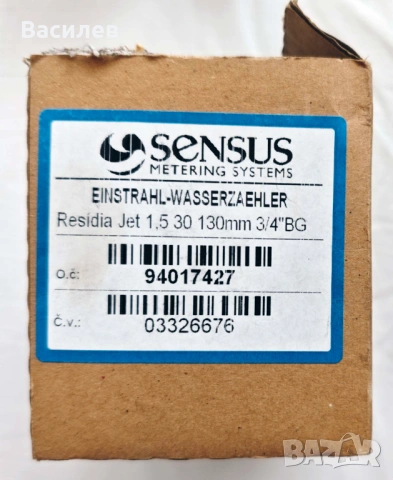 Василев
SENSUS
METERING SYSTEMS
EINSTRAHL-WASSERZAEHLER
Residia Jet 1,5 30 130mm 3/4"BG
o.č: 94017427
č.v.: 03326676
bazar